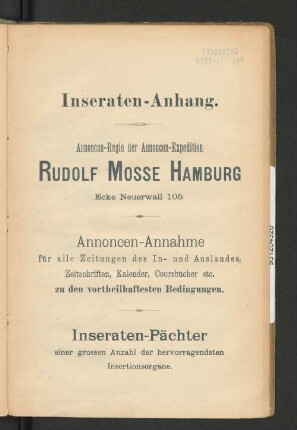 Inseraten-Anhang.
Annoncen-Regie der Annoncen-Expedition
RUDOLF MOSSE HAMBURG
Ecke Neuerwall 105
Annoncen-Annahme
für alle Zeitungen des In- und Auslandes,
Zeitschriften, Kalender, Coursbücher etc.
zu den vortheilhaftesten Bedingungen.
Inseraten-Pächter
einer grossen Anzahl der hervorragendsten
Insertionsorgane.